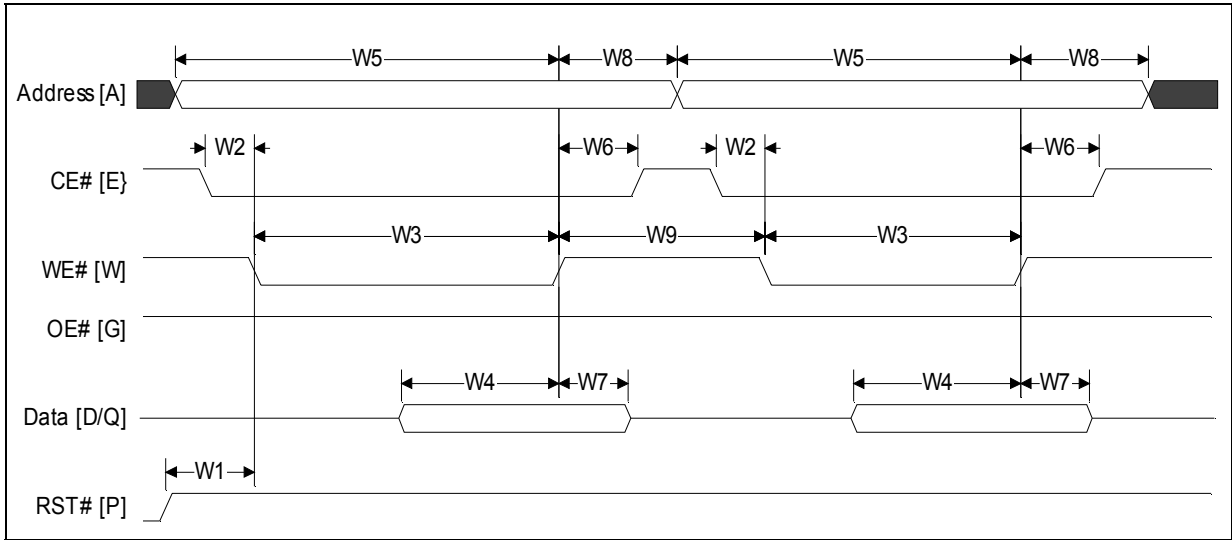 W5 W8 W5 W8
Address [A]
W2 W6 W2 W6
CE# [E}
W3 W9 W3
WE# [W]
OE# [G]
W4 W7 W4 W7
Data [D/Q]
W1
RST# [P]